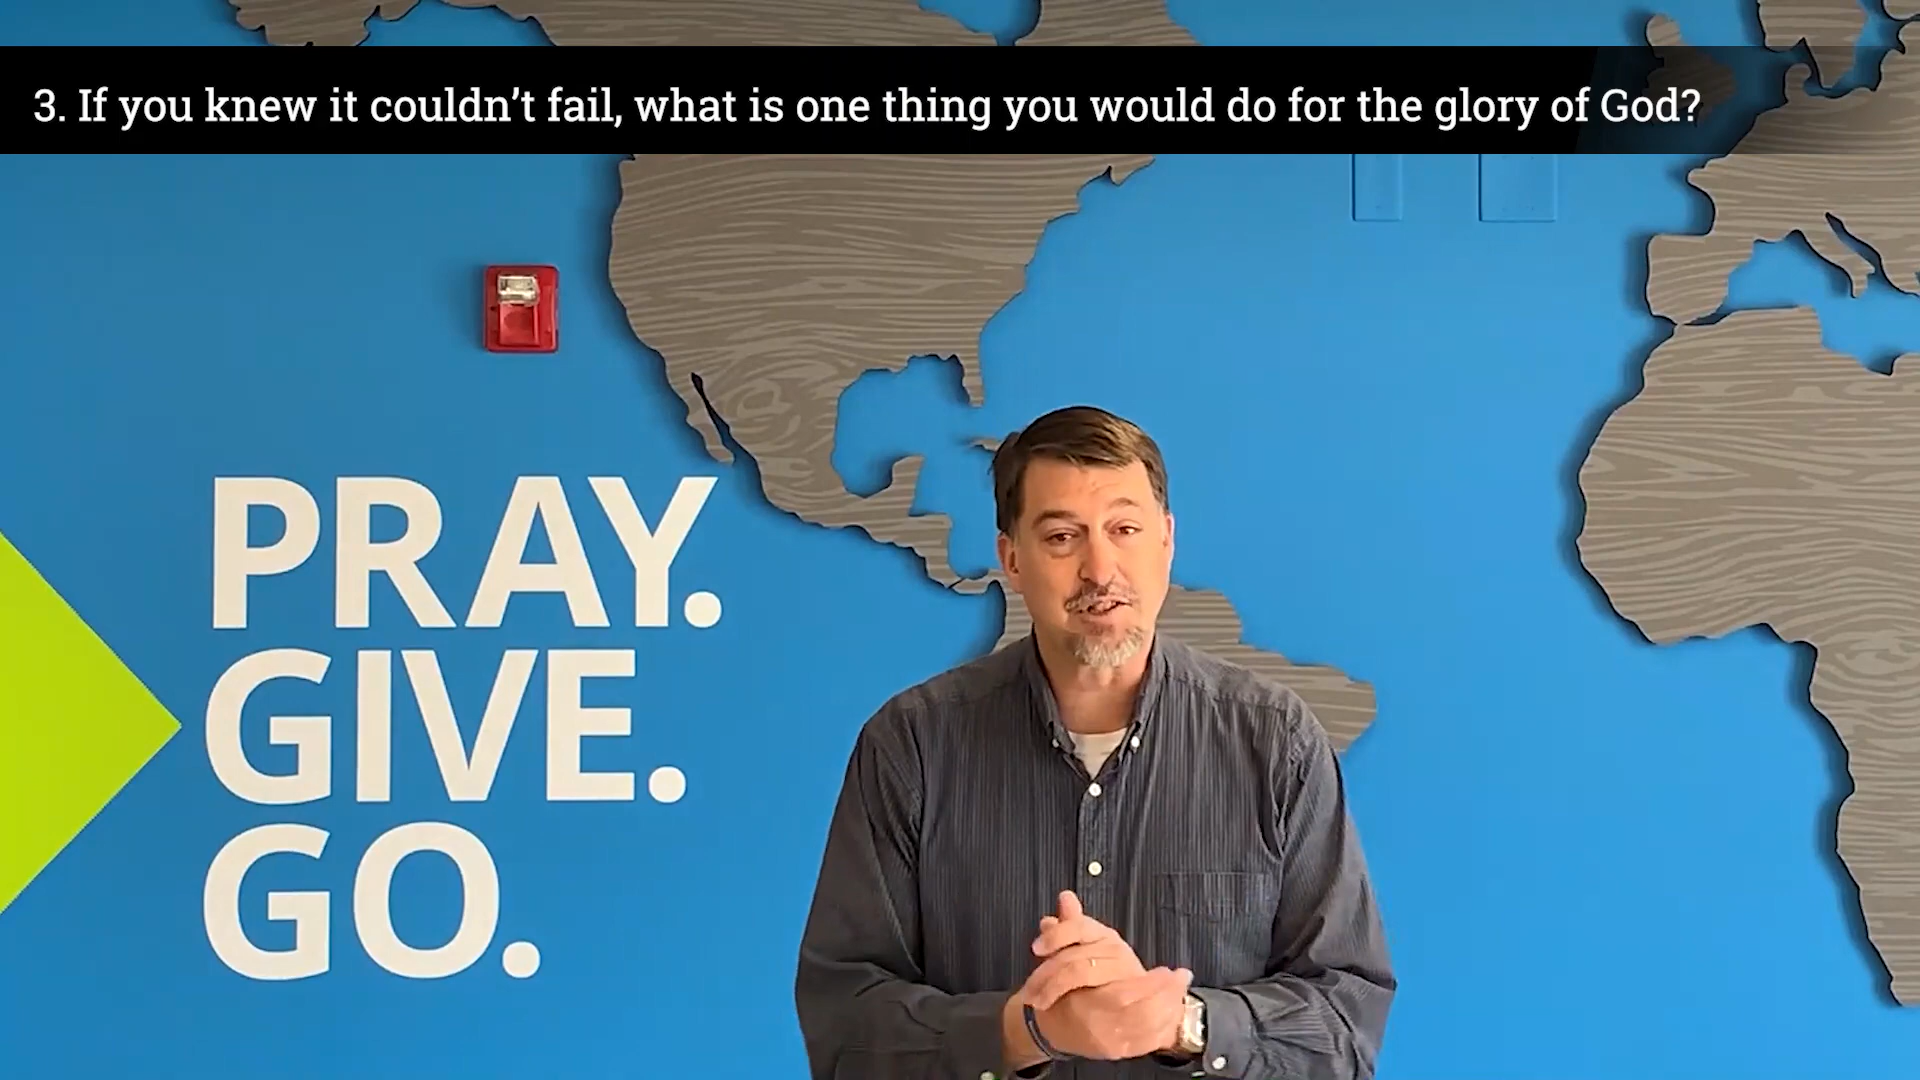 3. If you knew it couldn’t fail, what is one thing you would do for the glory of God?
PRAY.
GIVE.
GO.